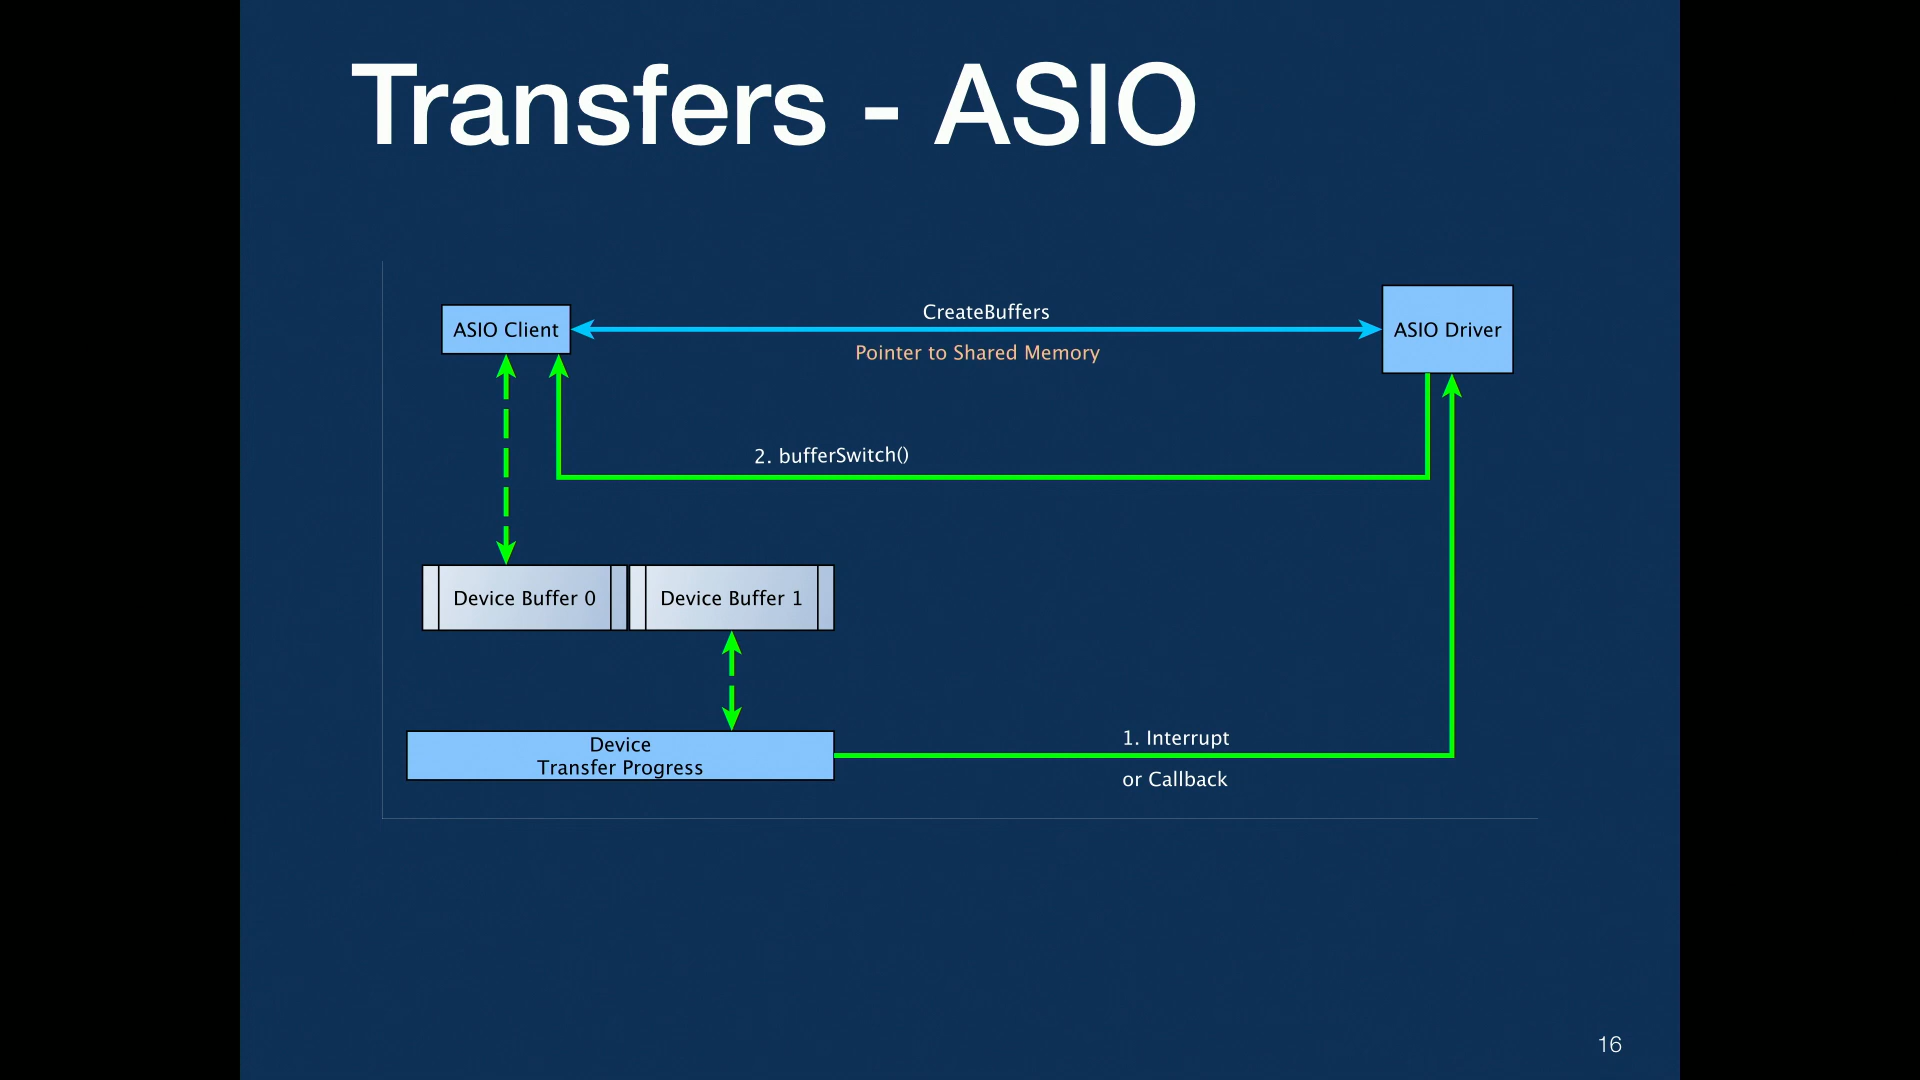 Transfers - ASIO
CreateBuffers
ASIO Client
ASIO Driver
Pointer to Shared Memory
2. bufferSwitch()
Device Buffer 0
Device Buffer 1
Device
Transfer Progress
1. Interrupt
or Callback
16